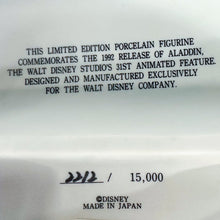 THIS LIMITED EDITION PORCELAIN FIGURINE
COMMEMORATES THE 1992 RELEASE OF ALADDIN,
THE WALT DISNEY STUDIO'S 31ST ANIMATED FEATURE.
DESIGNED AND MANUFACTURED EXCLUSIVELY
FOR THE WALT DISNEY COMPANY.
2212 / 15,000
©DISNEY
MADE IN JAPAN